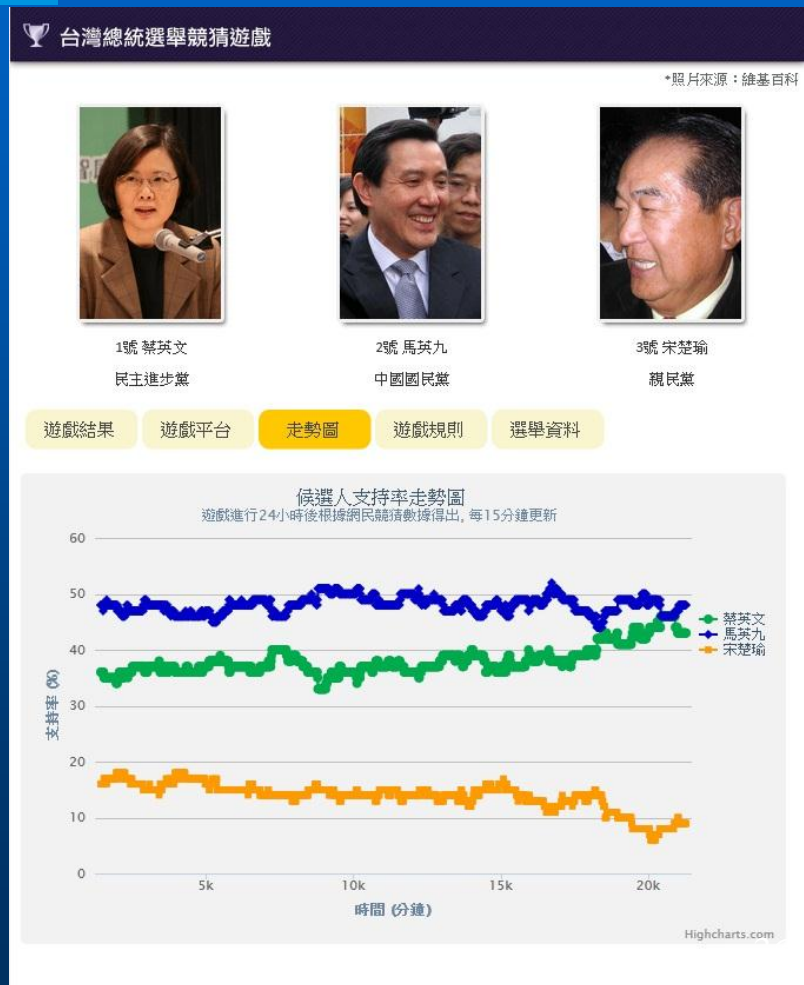 台灣總統選舉競猜遊戲
*照片來源：維基百科
1號 蔡英文
民主進步黨
2號 馬英九
中國國民黨
3號 宋楚瑜
親民黨
遊戲結果
遊戲平台
走勢圖
遊戲規則
選舉資料
候選人支持率走勢圖
遊戲進行24小時後根據網民競猜數據得出, 每15分鐘更新
60
50
40
30
20
10
0
支持率 (%)
5k
10k
15k
20k
時間 (分鐘)
蔡英文
馬英九
宋楚瑜
Highcharts.com